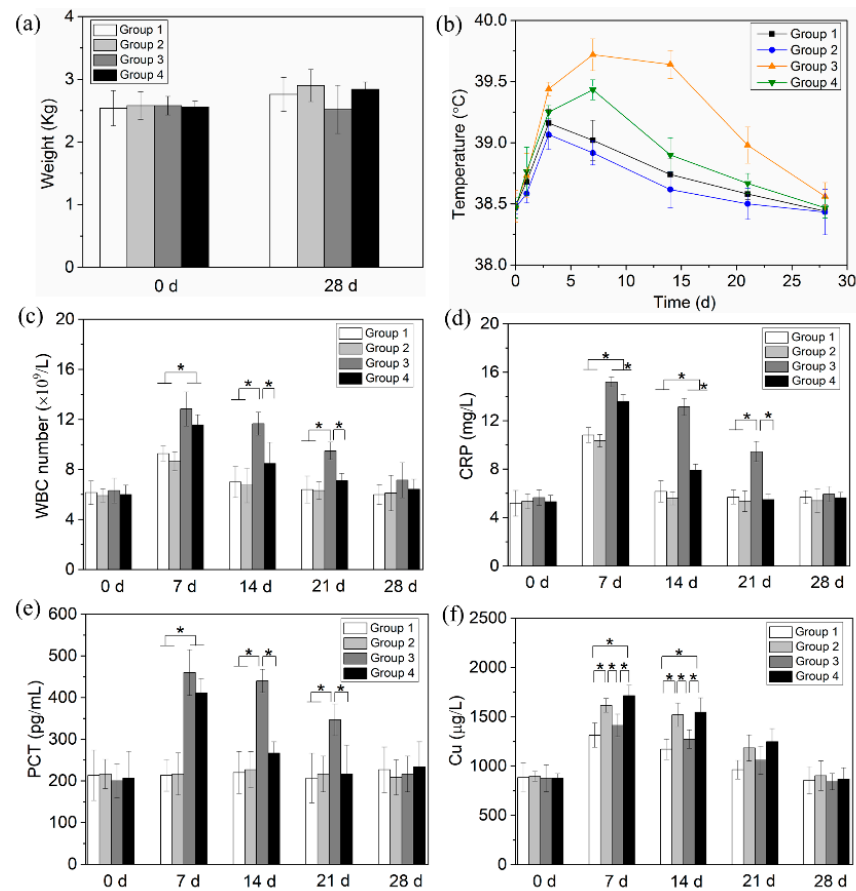 (a)
Group 1
Group 2
Group 3
Group 4
Weight (Kg)
4
3
2
1
0
0 d 28 d
(b)
Group 1
Group 2
Group 3
Group 4
Temperature (°C)
40.0
39.5
39.0
38.5
38.0
0 5 10 15 20 25 30
Time (d)
(c)
Group 1
Group 2
Group 3
Group 4
WBC number (×10⁹/L)
20
16
12
8
4
0
* * * * *
0 d 7 d 14 d 21 d 28 d
(d)
Group 1
Group 2
Group 3
Group 4
CRP (mg/L)
20
16
12
8
4
0
* * * * * *
0 d 7 d 14 d 21 d 28 d
(e)
Group 1
Group 2
Group 3
Group 4
PCT (pg/mL)
600
500
400
300
200
100
0
* * * * *
0 d 7 d 14 d 21 d 28 d
(f)
Group 1
Group 2
Group 3
Group 4
Cu (μg/L)
2500
2000
1500
1000
500
0
* *
* * * * * *
0 d 7 d 14 d 21 d 28 d